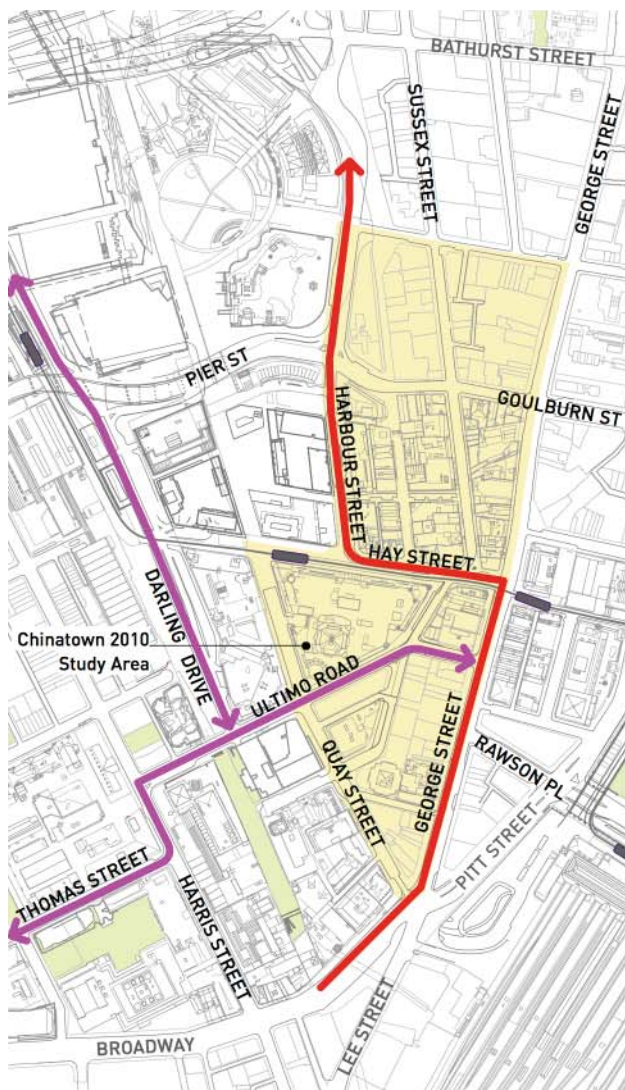 BATHURST STREET
SUSSEX STREET
GEORGE STREET
PIER ST
GOULBURN ST
HARBOUR STREET
HAY STREET
DARLING DRIVE
Chinatown 2010
Study Area
ULTIMO ROAD
QUAY STREET
GEORGE STREET
RAWSON PL
PITT STREET
THOMAS STREET
HARRIS STREET
LEE STREET
BROADWAY